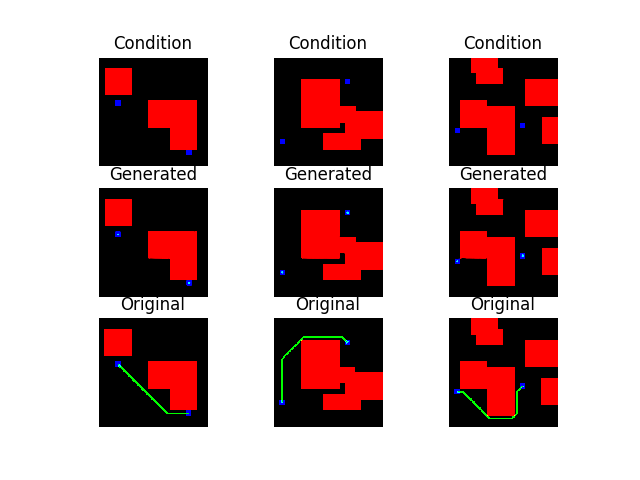 Condition Condition Condition
Generated Generated Generated
Original Original Original